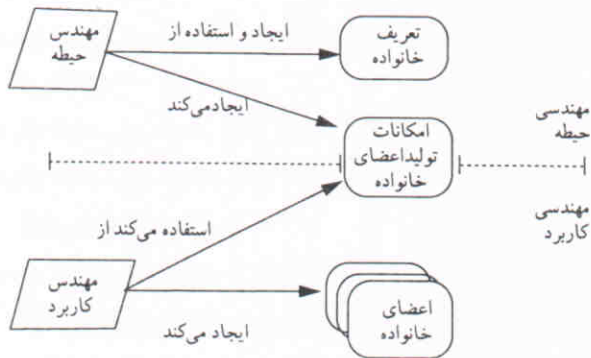 مهندس
حیطه
ایجاد و استفاده از
تعریف
خانواده
ایجادمی‌کند
امکانات
تولیداعضای
خانواده
مهندسی
حیطه
مهندسی
کاربرد
استفاده می‌کند از
مهندس
کاربرد
ایجاد می‌کند
اعضای
خانواده